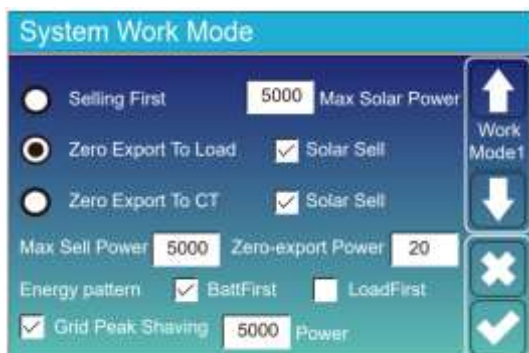 System Work Mode
Selling First 5000 Max Solar Power
Zero Export To Load Solar Sell
Work
Mode1
Zero Export To CT Solar Sell
Max Sell Power 5000 Zero-export Power 20
Energy pattern BattFirst LoadFirst
Grid Peak Shaving 5000 Power